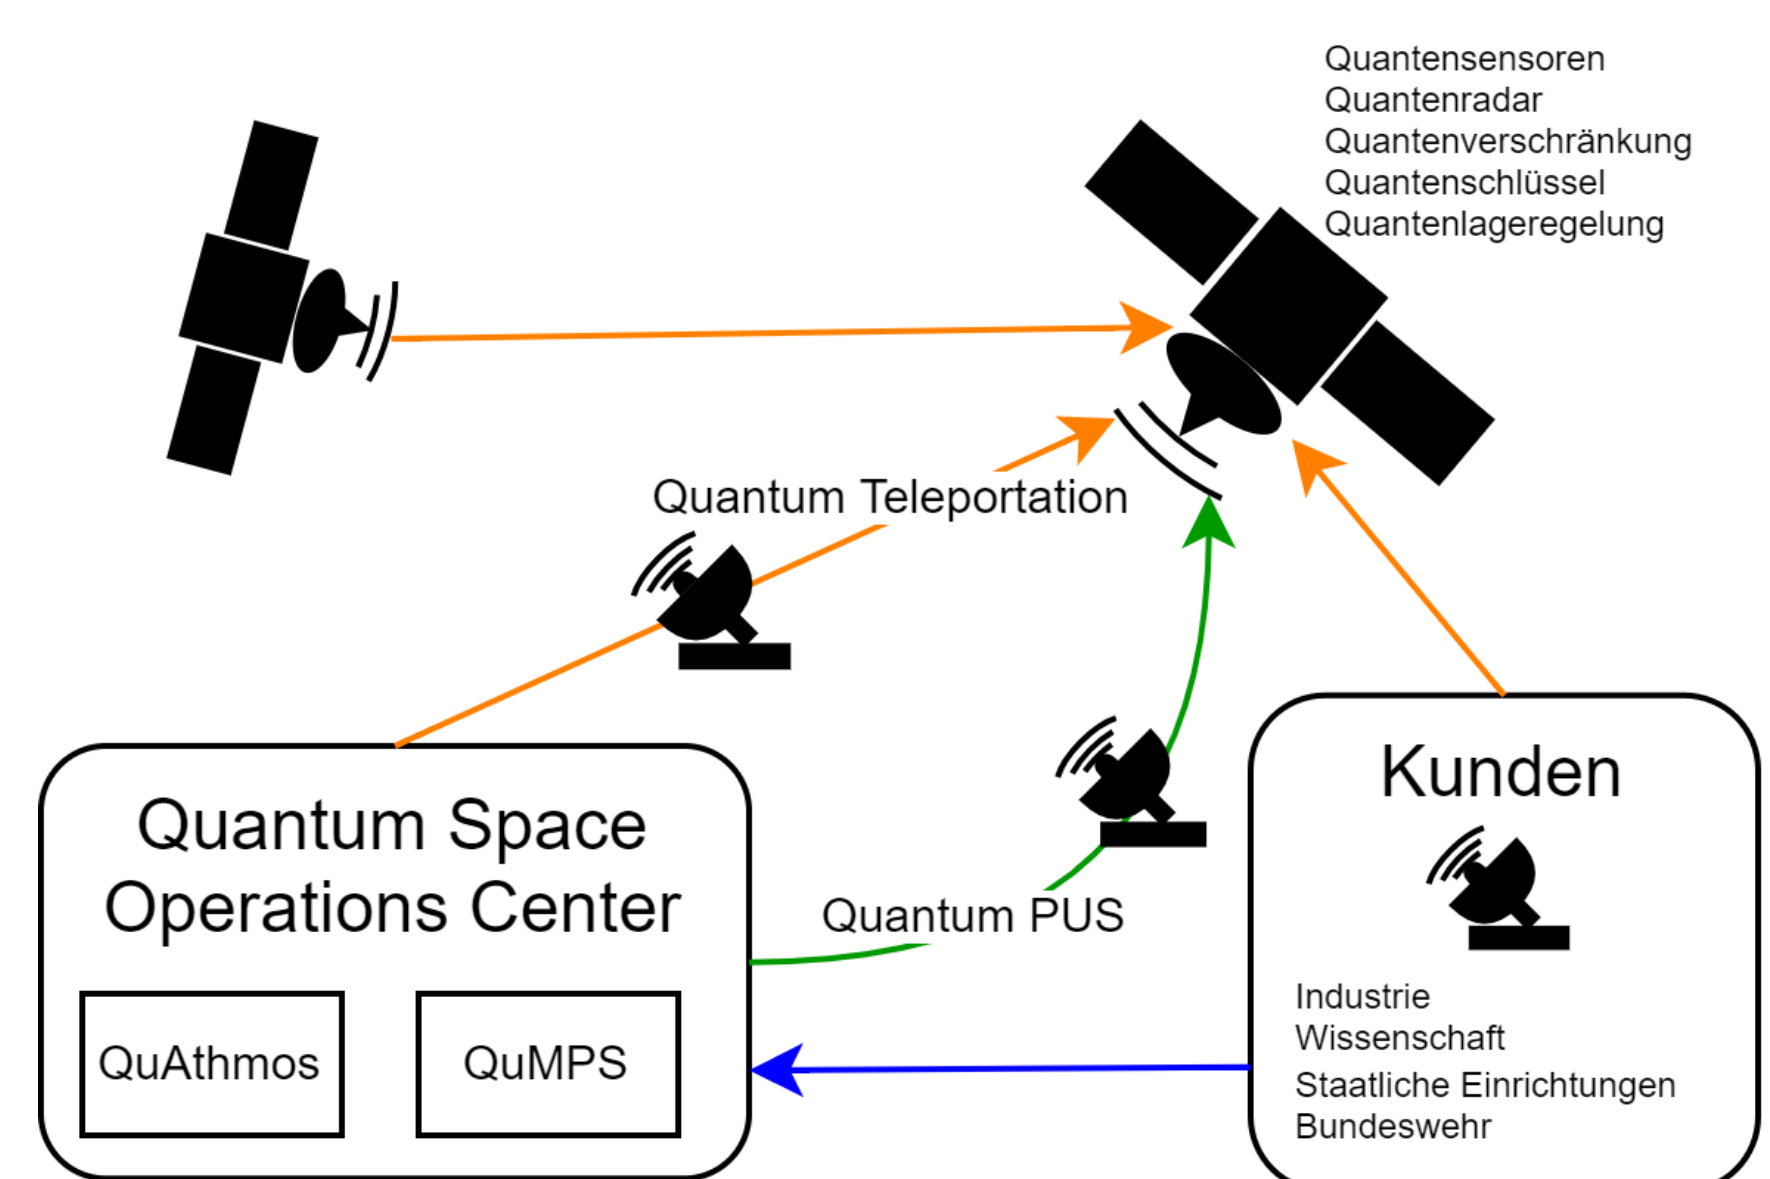 Quantensensoren
Quantenradar
Quantenverschränkung
Quantenschlüssel
Quantenlageregelung
Quantum Teleportation
Quantum Space
Operations Center
QuAthmos
QuMPS
Quantum PUS
Kunden
Industrie
Wissenschaft
Staatliche Einrichtungen
Bundeswehr